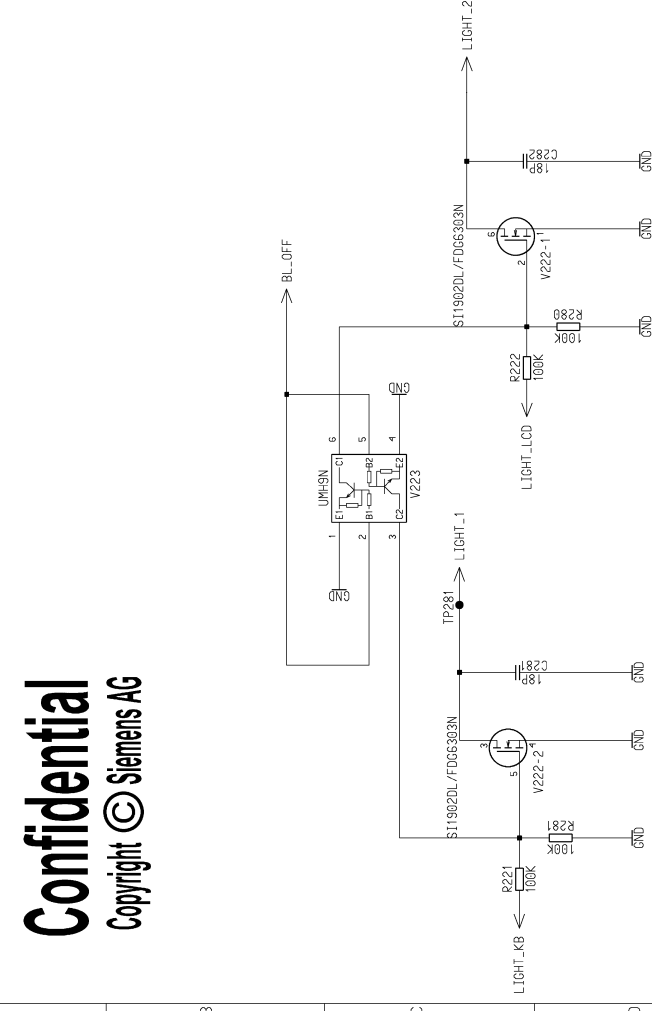 Confidential
Copyright © Siemens AG
BL_OFF
LIGHT_2
C282
18P
GND
SI1902DL/FDG6303N
6
1
2
V222-1
GND
R280
100K
GND
R222
100K
LIGHT_LCD
6
5
4
GND
UMH9N
C1
B2
E2
E1
B1
C2
V223
1
2
3
GND
LIGHT_1
TP281
C281
18P
GND
SI1902DL/FDG6303N
3
4
5
V222-2
GND
R281
100K
GND
R221
100K
LIGHT_KB